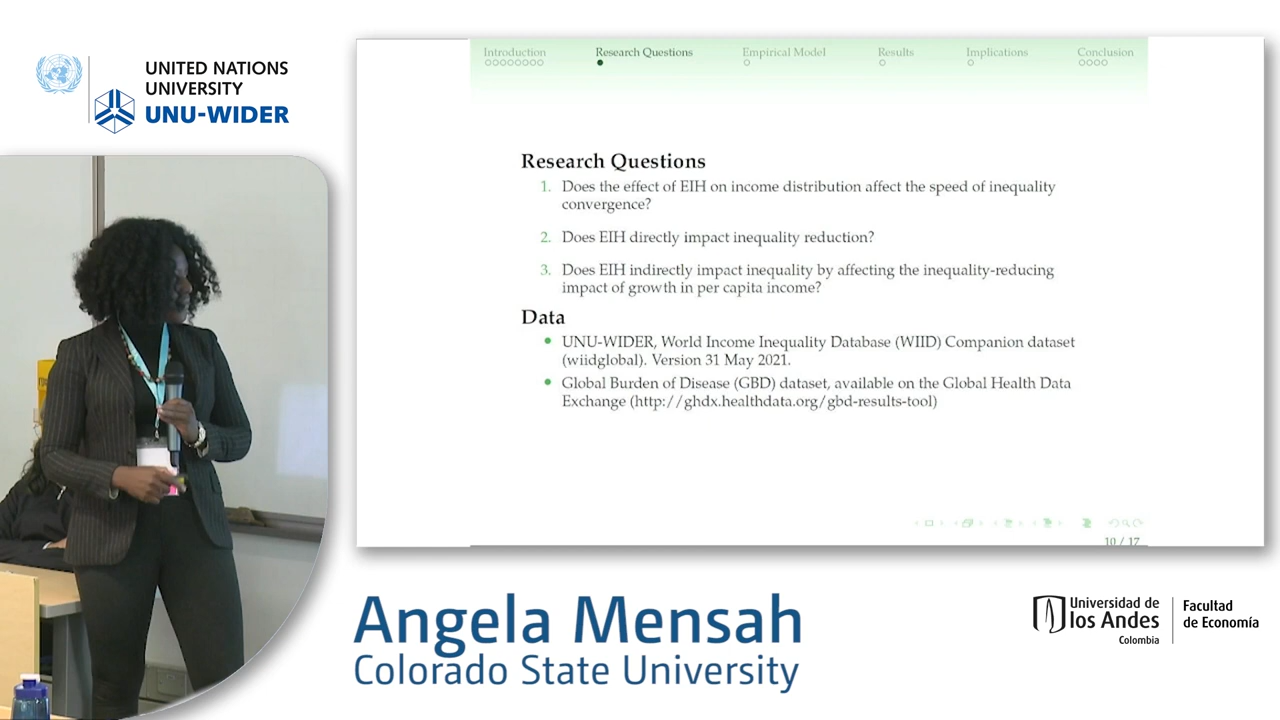 UNITED NATIONS
UNIVERSITY
UNU-WIDER
Introduction
Research Questions
Empirical Model
Results
Implications
Conclusion
Research Questions
1. Does the effect of EIH on income distribution affect the speed of inequality
convergence?
2. Does EIH directly impact inequality reduction?
3. Does EIH indirectly impact inequality by affecting the inequality-reducing
impact of growth in per capita income?
Data
UNU-WIDER, World Income Inequality Database (WIID) Companion dataset
(wiidglobal). Version 31 May 2021.
Global Burden of Disease (GBD) dataset, available on the Global Health Data
Exchange (http://ghdx.healthdata.org/gbd-results-tool)
10 / 17
Angela Mensah
Colorado State University
Universidad de
los Andes
Colombia
Facultad
de Economía